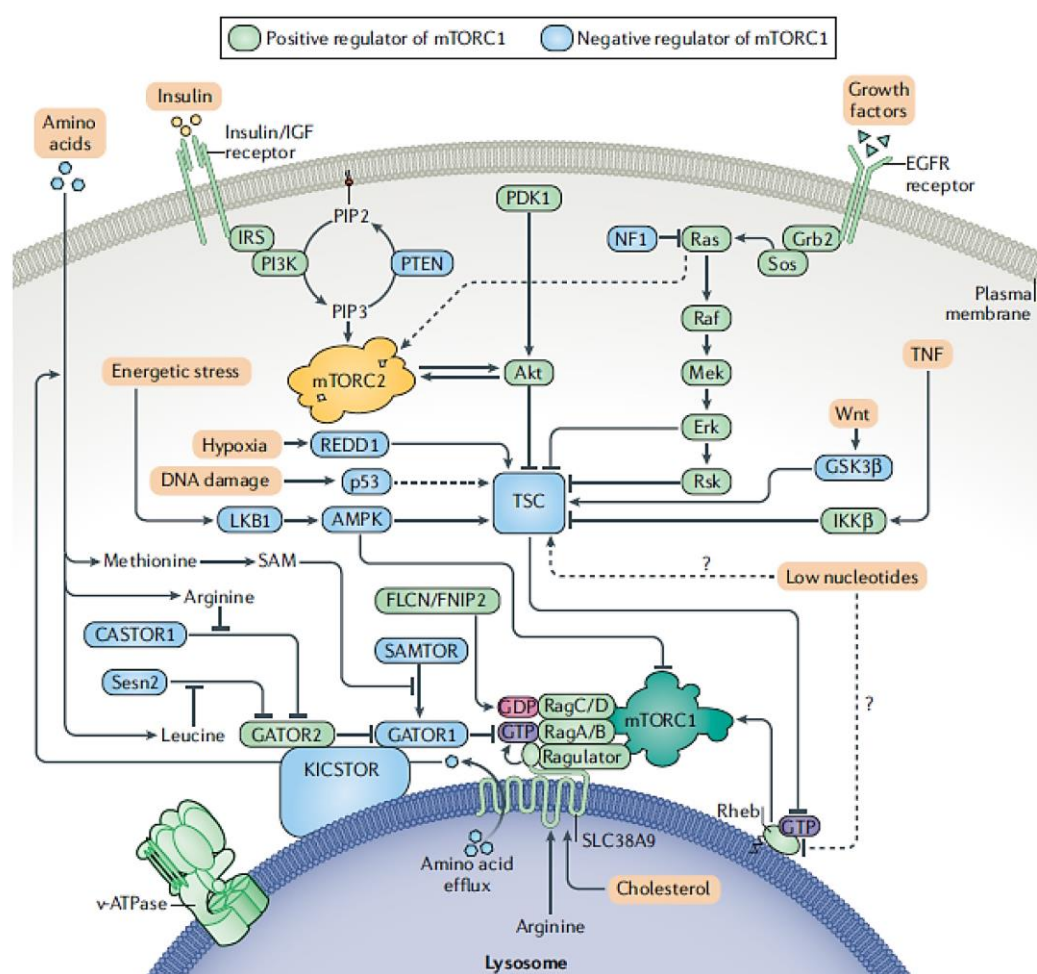 Positive regulator of mTORC1
Negative regulator of mTORC1
Insulin
Growth
factors
Amino
acids
Insulin/IGF
receptor
EGFR
receptor
PIP2
PDK1
IRS
PI3K
PTEN
NF1
Ras
Grb2
Sos
Plasma
membrane
PIP3
Raf
TNF
Energetic stress
mTORC2
Akt
Mek
Wnt
Erk
Hypoxia
REDD1
GSK3β
DNA damage
p53
TSC
Rsk
LKB1
AMPK
IKKβ
Methionine
SAM
?
Low nucleotides
Arginine
FLCN/FNIP2
CASTOR1
SAMTOR
Sesn2
GDP
RagC/D
mTORC1
?
Leucine
GATOR2
GATOR1
GTP
RagA/B
Ragulator
KICSTOR
Rheb
GTP
SLC38A9
Amino acid
efflux
Cholesterol
v-ATPase
Arginine
Lysosome